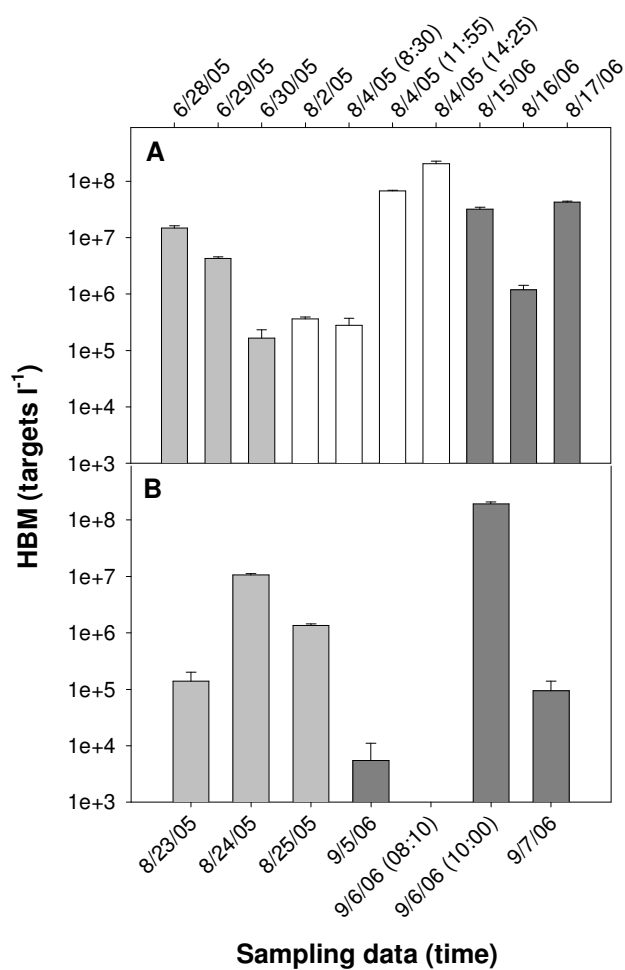 6/28/05
6/29/05
6/30/05
8/2/05
8/4/05 (8:30)
8/4/05 (11:55)
8/4/05 (14:25)
8/15/06
8/16/06
8/17/06
A
1e+8
1e+7
1e+6
1e+5
1e+4
1e+3
HBM (targets l⁻¹)
B
1e+8
1e+7
1e+6
1e+5
1e+4
1e+3
8/23/05
8/24/05
8/25/05
9/5/06
9/6/06 (08:10)
9/6/06 (10:00)
9/7/06
Sampling data (time)